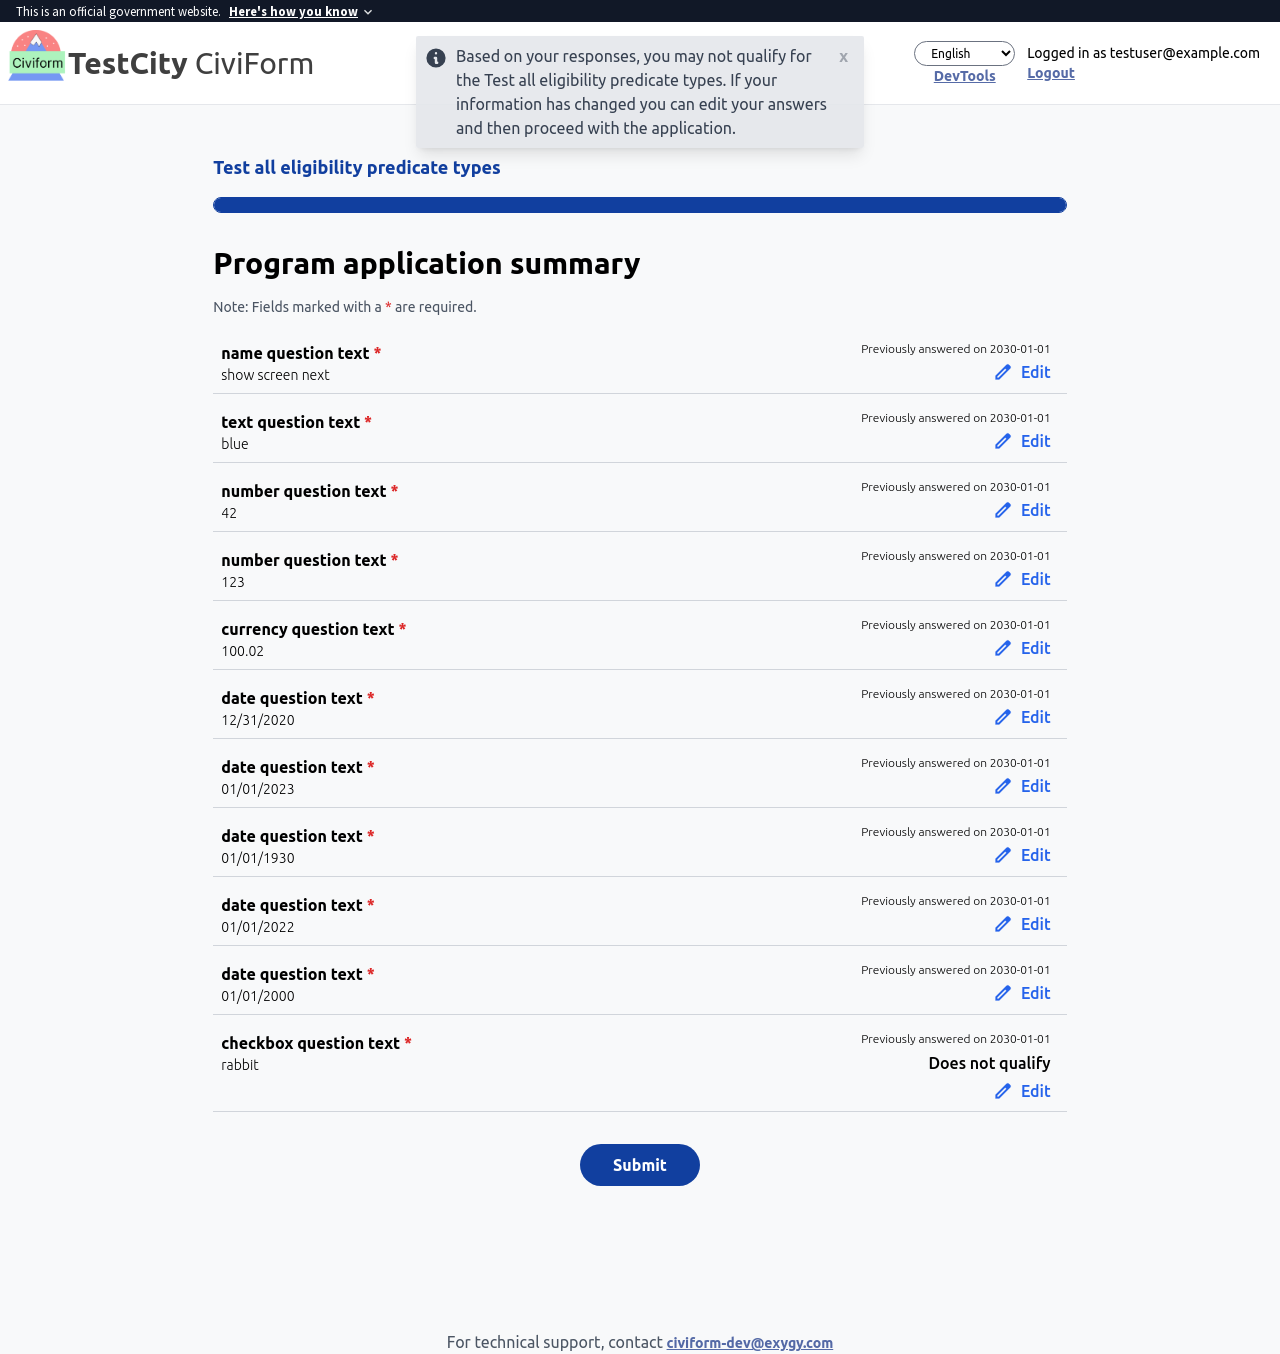 This is an official government website. Here's how you know
Civiform
TestCity CiviForm
Based on your responses, you may not qualify for
the Test all eligibility predicate types. If your
information has changed you can edit your answers
and then proceed with the application.
x
English
DevTools
Logged in as testuser@example.com
Logout
Test all eligibility predicate types
Program application summary
Note: Fields marked with a * are required.
name question text *
show screen next
Previously answered on 2030-01-01
Edit
text question text *
blue
Previously answered on 2030-01-01
Edit
number question text *
42
Previously answered on 2030-01-01
Edit
number question text *
123
Previously answered on 2030-01-01
Edit
currency question text *
100.02
Previously answered on 2030-01-01
Edit
date question text *
12/31/2020
Previously answered on 2030-01-01
Edit
date question text *
01/01/2023
Previously answered on 2030-01-01
Edit
date question text *
01/01/1930
Previously answered on 2030-01-01
Edit
date question text *
01/01/2022
Previously answered on 2030-01-01
Edit
date question text *
01/01/2000
Previously answered on 2030-01-01
Edit
checkbox question text *
rabbit
Previously answered on 2030-01-01
Does not qualify
Edit
Submit
For technical support, contact civiform-dev@exygy.com